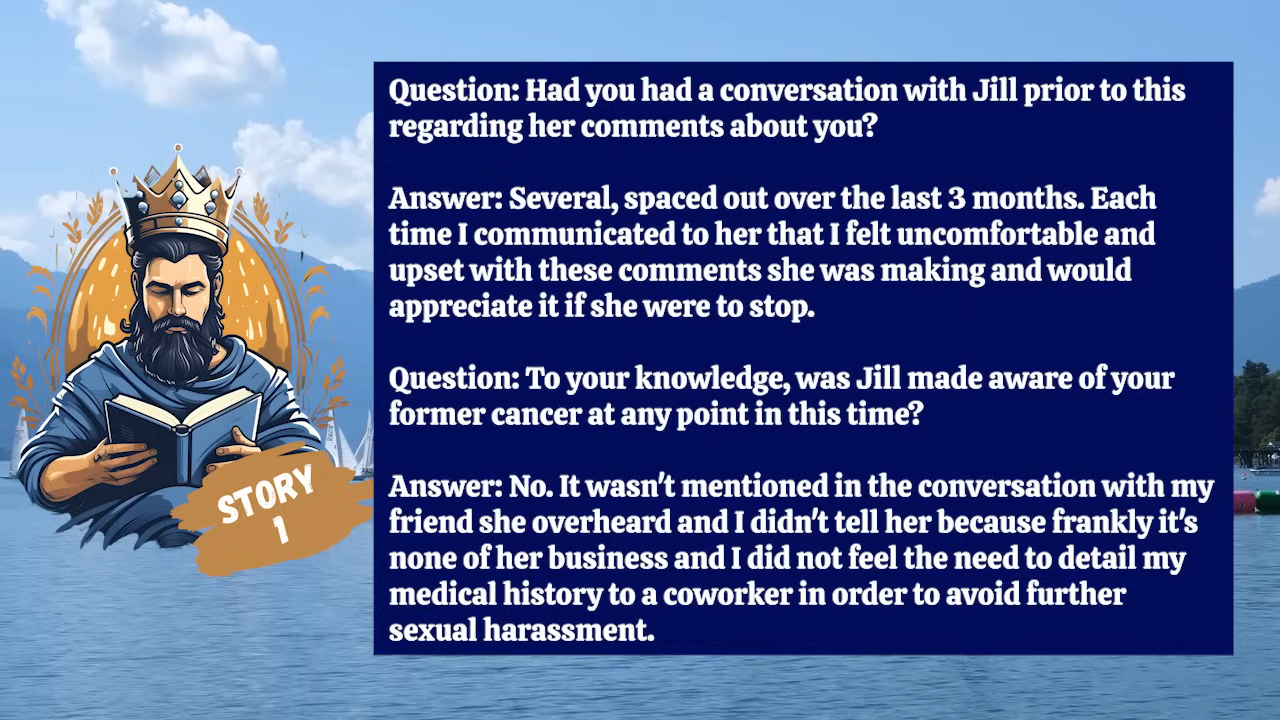 Question: Had you had a conversation with Jill prior to this
regarding her comments about you?
Answer: Several, spaced out over the last 3 months. Each
time I communicated to her that I felt uncomfortable and
upset with these comments she was making and would
appreciate it if she were to stop.
Question: To your knowledge, was Jill made aware of your
former cancer at any point in this time?
Answer: No. It wasn't mentioned in the conversation with my
friend she overheard and I didn't tell her because frankly it's
none of her business and I did not feel the need to detail my
medical history to a coworker in order to avoid further
sexual harassment.
STORY
1